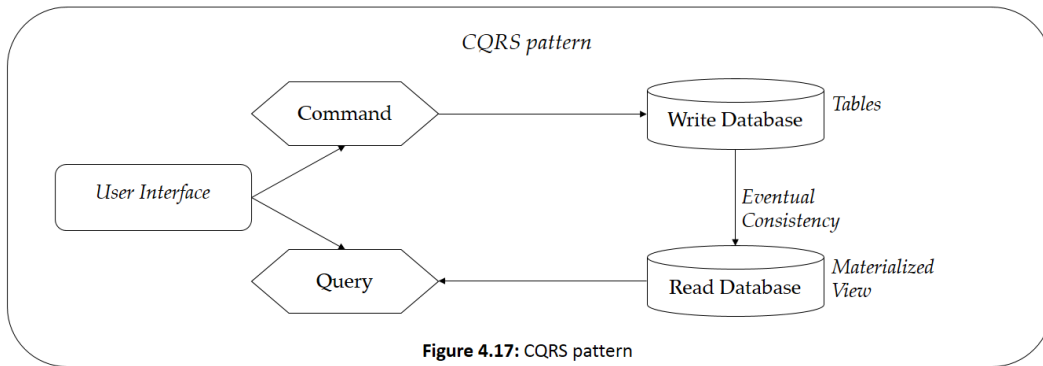 CQRS pattern
Command
Write Database
Tables
User Interface
Eventual
Consistency
Query
Read Database
Materialized
View
Figure 4.17: CQRS pattern